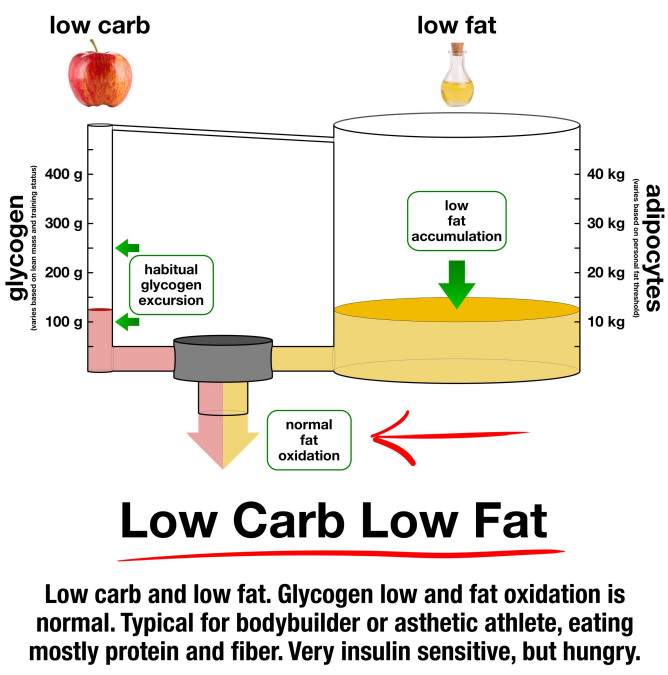 low carb
low fat
400 g
300 g
200 g
100 g
glycogen
(varies based on lean mass and training status)
habitual
glycogen
excursion
low
fat
accumulation
40 kg
30 kg
20 kg
10 kg
adipocytes
(varies based on personal fat threshold)
normal
fat
oxidation
Low Carb Low Fat
Low carb and low fat. Glycogen low and fat oxidation is
normal. Typical for bodybuilder or asthetic athlete, eating
mostly protein and fiber. Very insulin sensitive, but hungry.